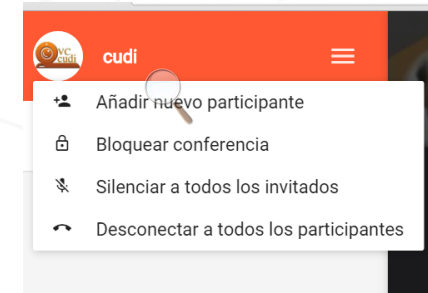 vc
cudi
cudi
Añadir nuevo participante
Bloquear conferencia
Silenciar a todos los invitados
Desconectar a todos los participantes